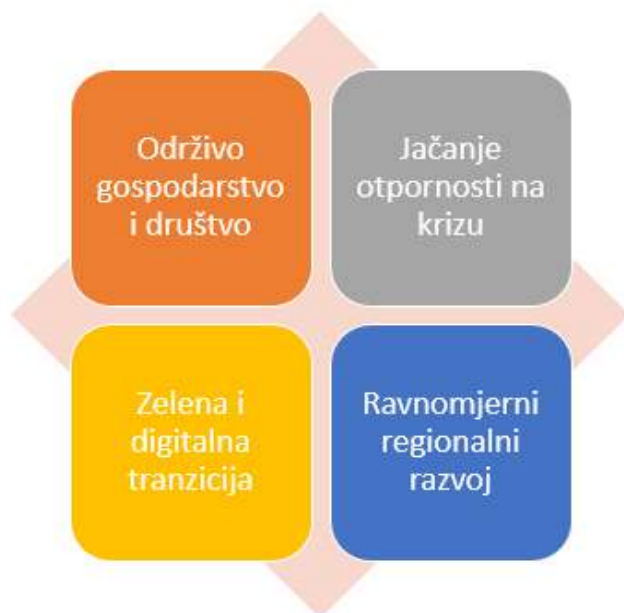 Održivo
gospodarstvo
i društvo
Jačanje
otpornosti na
krizu
Zelena i
digitalna
tranzicija
Ravnomjerni
regionalni
razvoj